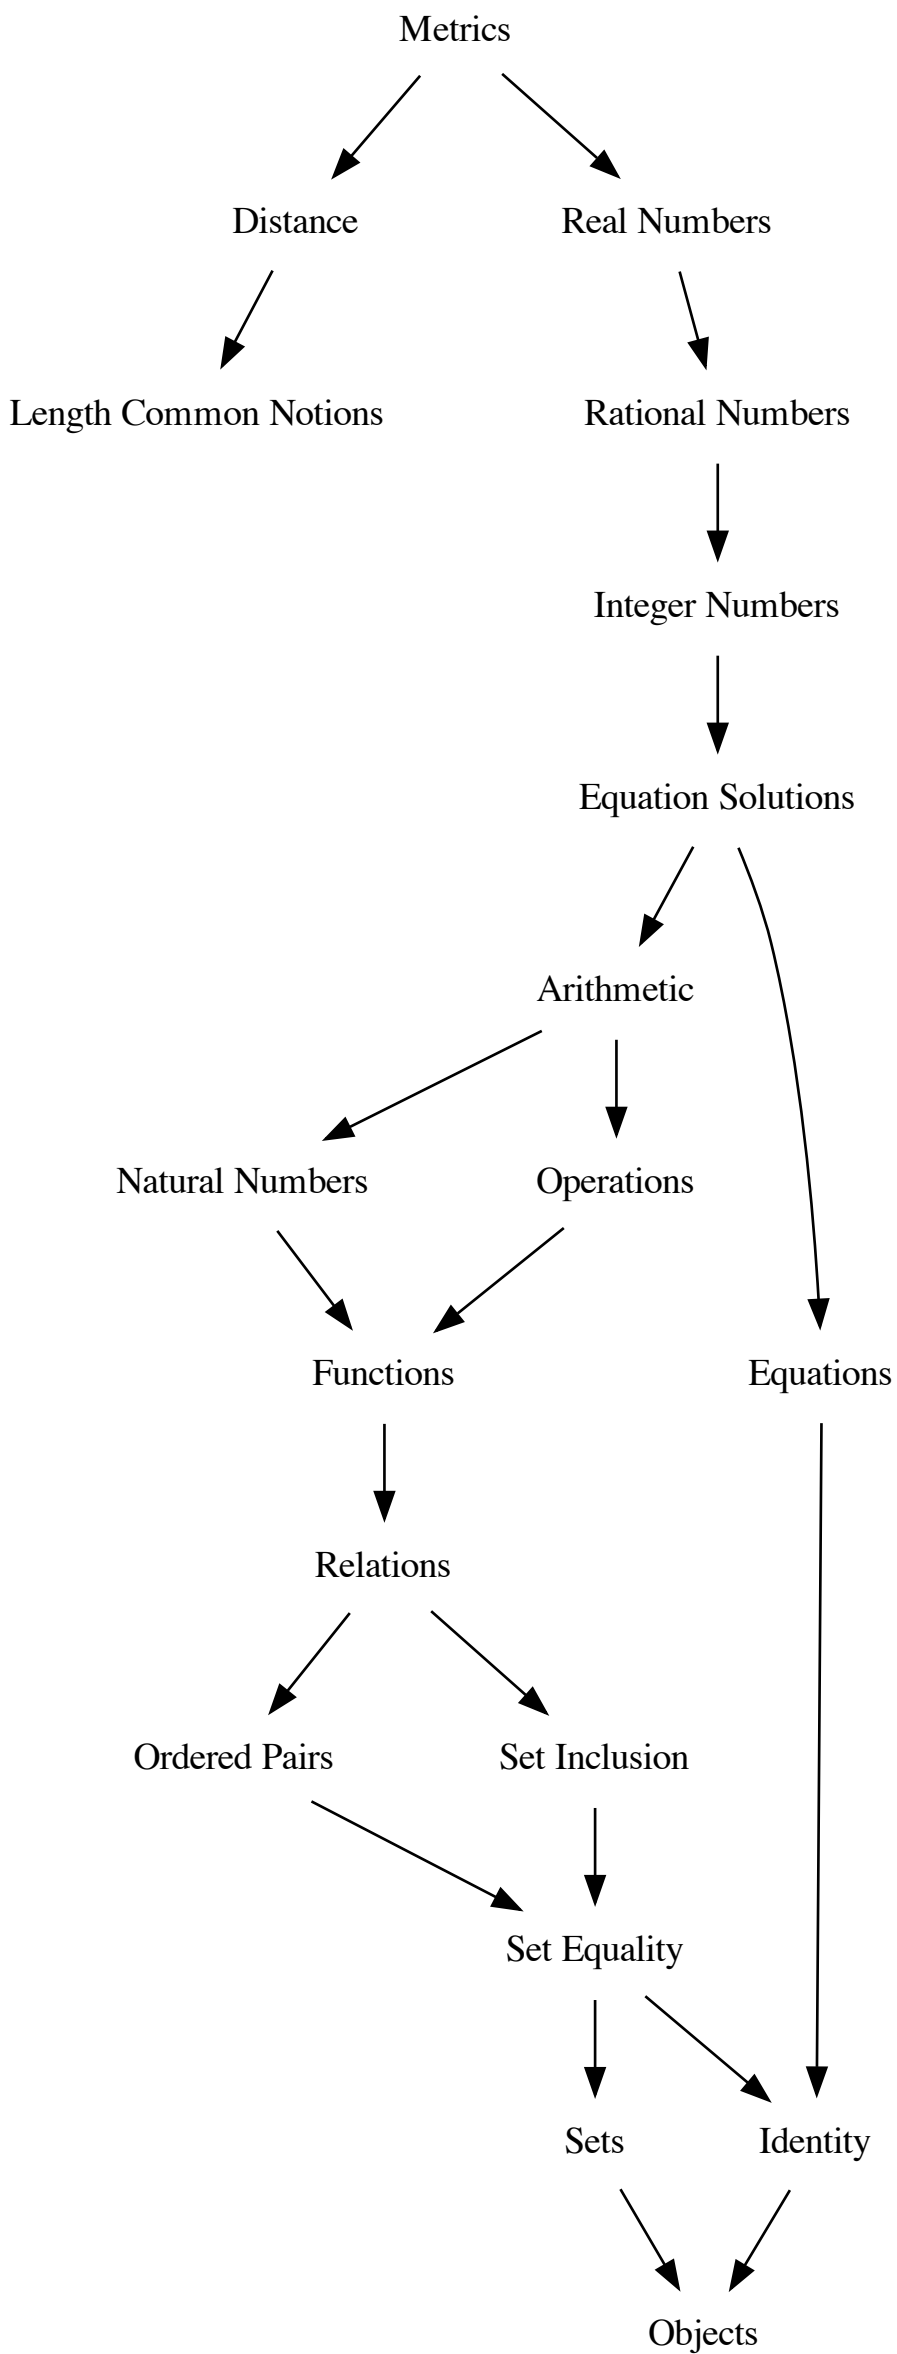 Metrics
Distance
Real Numbers
Length Common Notions
Rational Numbers
Integer Numbers
Equation Solutions
Arithmetic
Natural Numbers
Operations
Functions
Equations
Relations
Ordered Pairs
Set Inclusion
Set Equality
Sets
Identity
Objects